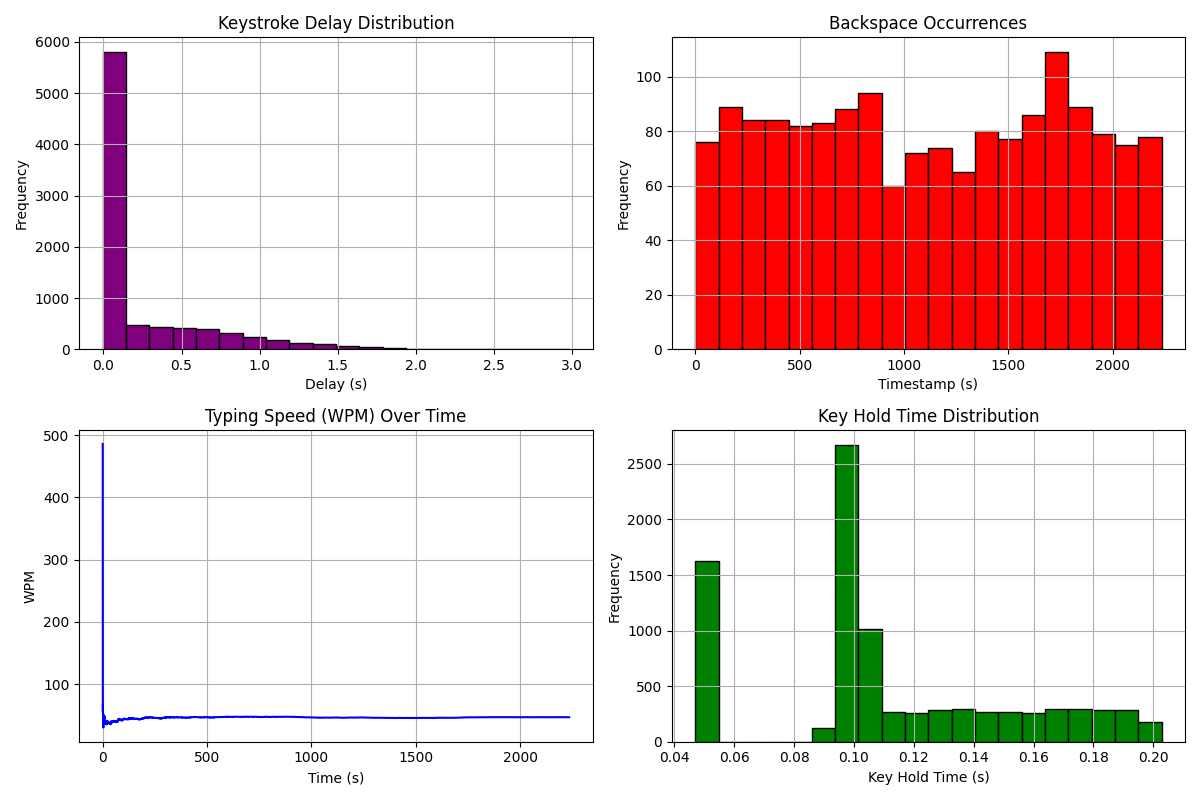 Keystroke Delay Distribution
Frequency
6000
5000
4000
3000
2000
1000
0
0.0 0.5 1.0 1.5 2.0 2.5 3.0
Delay (s)
Backspace Occurrences
Frequency
100
80
60
40
20
0
0 500 1000 1500 2000
Timestamp (s)
Typing Speed (WPM) Over Time
WPM
500
400
300
200
100
0 500 1000 1500 2000
Time (s)
Key Hold Time Distribution
Frequency
2500
2000
1500
1000
500
0
0.04 0.06 0.08 0.10 0.12 0.14 0.16 0.18 0.20
Key Hold Time (s)